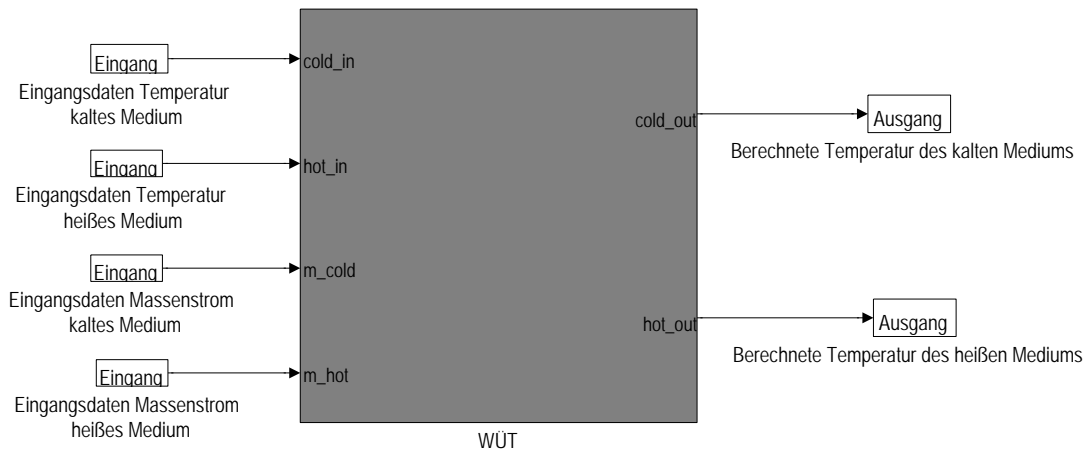 Eingang
cold_in
Eingangsdaten Temperatur
kaltes Medium
Eingang
hot_in
Eingangsdaten Temperatur
heißes Medium
Eingang
m_cold
Eingangsdaten Massenstrom
kaltes Medium
Eingang
m_hot
Eingangsdaten Massenstrom
heißes Medium
cold_out
Ausgang
Berechnete Temperatur des kalten Mediums
hot_out
Ausgang
Berechnete Temperatur des heißen Mediums
WÜT